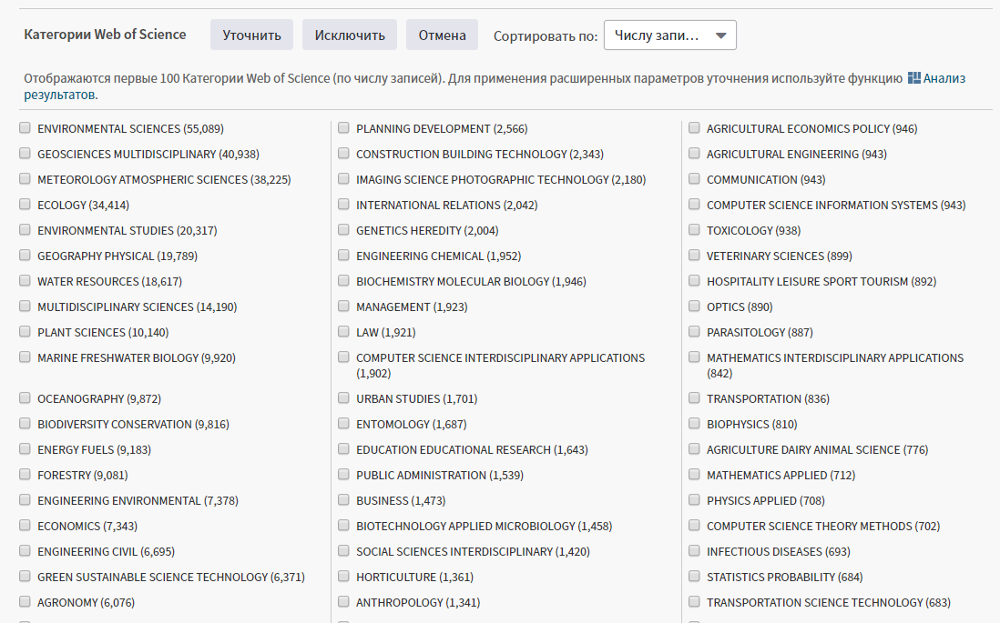 Категории Web of Science
Уточнить
Исключить
Отмена
Сортировать по:
Числу запи...
Отображаются первые 100 Категории Web of Science (по числу записей). Для применения расширенных параметров уточнения используйте функцию Анализ
результатов.
ENVIRONMENTAL SCIENCES (55,089)
GEOSCIENCES MULTIDISCIPLINARY (40,938)
METEOROLOGY ATMOSPHERIC SCIENCES (38,225)
ECOLOGY (34,414)
ENVIRONMENTAL STUDIES (20,317)
GEOGRAPHY PHYSICAL (19,789)
WATER RESOURCES (18,617)
MULTIDISCIPLINARY SCIENCES (14,190)
PLANT SCIENCES (10,140)
MARINE FRESHWATER BIOLOGY (9,920)
OCEANOGRAPHY (9,872)
BIODIVERSITY CONSERVATION (9,816)
ENERGY FUELS (9,183)
FORESTRY (9,081)
ENGINEERING ENVIRONMENTAL (7,378)
ECONOMICS (7,343)
ENGINEERING CIVIL (6,695)
GREEN SUSTAINABLE SCIENCE TECHNOLOGY (6,371)
AGRONOMY (6,076)
PLANNING DEVELOPMENT (2,566)
CONSTRUCTION BUILDING TECHNOLOGY (2,343)
IMAGING SCIENCE PHOTOGRAPHIC TECHNOLOGY (2,180)
INTERNATIONAL RELATIONS (2,042)
GENETICS HEREDITY (2,004)
ENGINEERING CHEMICAL (1,952)
BIOCHEMISTRY MOLECULAR BIOLOGY (1,946)
MANAGEMENT (1,923)
LAW (1,921)
COMPUTER SCIENCE INTERDISCIPLINARY APPLICATIONS
(1,902)
URBAN STUDIES (1,701)
ENTOMOLOGY (1,687)
EDUCATION EDUCATIONAL RESEARCH (1,643)
PUBLIC ADMINISTRATION (1,539)
BUSINESS (1,473)
BIOTECHNOLOGY APPLIED MICROBIOLOGY (1,458)
SOCIAL SCIENCES INTERDISCIPLINARY (1,420)
HORTICULTURE (1,361)
ANTHROPOLOGY (1,341)
AGRICULTURAL ECONOMICS POLICY (946)
AGRICULTURAL ENGINEERING (943)
COMMUNICATION (943)
COMPUTER SCIENCE INFORMATION SYSTEMS (943)
TOXICOLOGY (938)
VETERINARY SCIENCES (899)
HOSPITALITY LEISURE SPORT TOURISM (892)
OPTICS (890)
PARASITOLOGY (887)
MATHEMATICS INTERDISCIPLINARY APPLICATIONS
(842)
TRANSPORTATION (836)
BIOPHYSICS (810)
AGRICULTURE DAIRY ANIMAL SCIENCE (776)
MATHEMATICS APPLIED (712)
PHYSICS APPLIED (708)
COMPUTER SCIENCE THEORY METHODS (702)
INFECTIOUS DISEASES (693)
STATISTICS PROBABILITY (684)
TRANSPORTATION SCIENCE TECHNOLOGY (683)